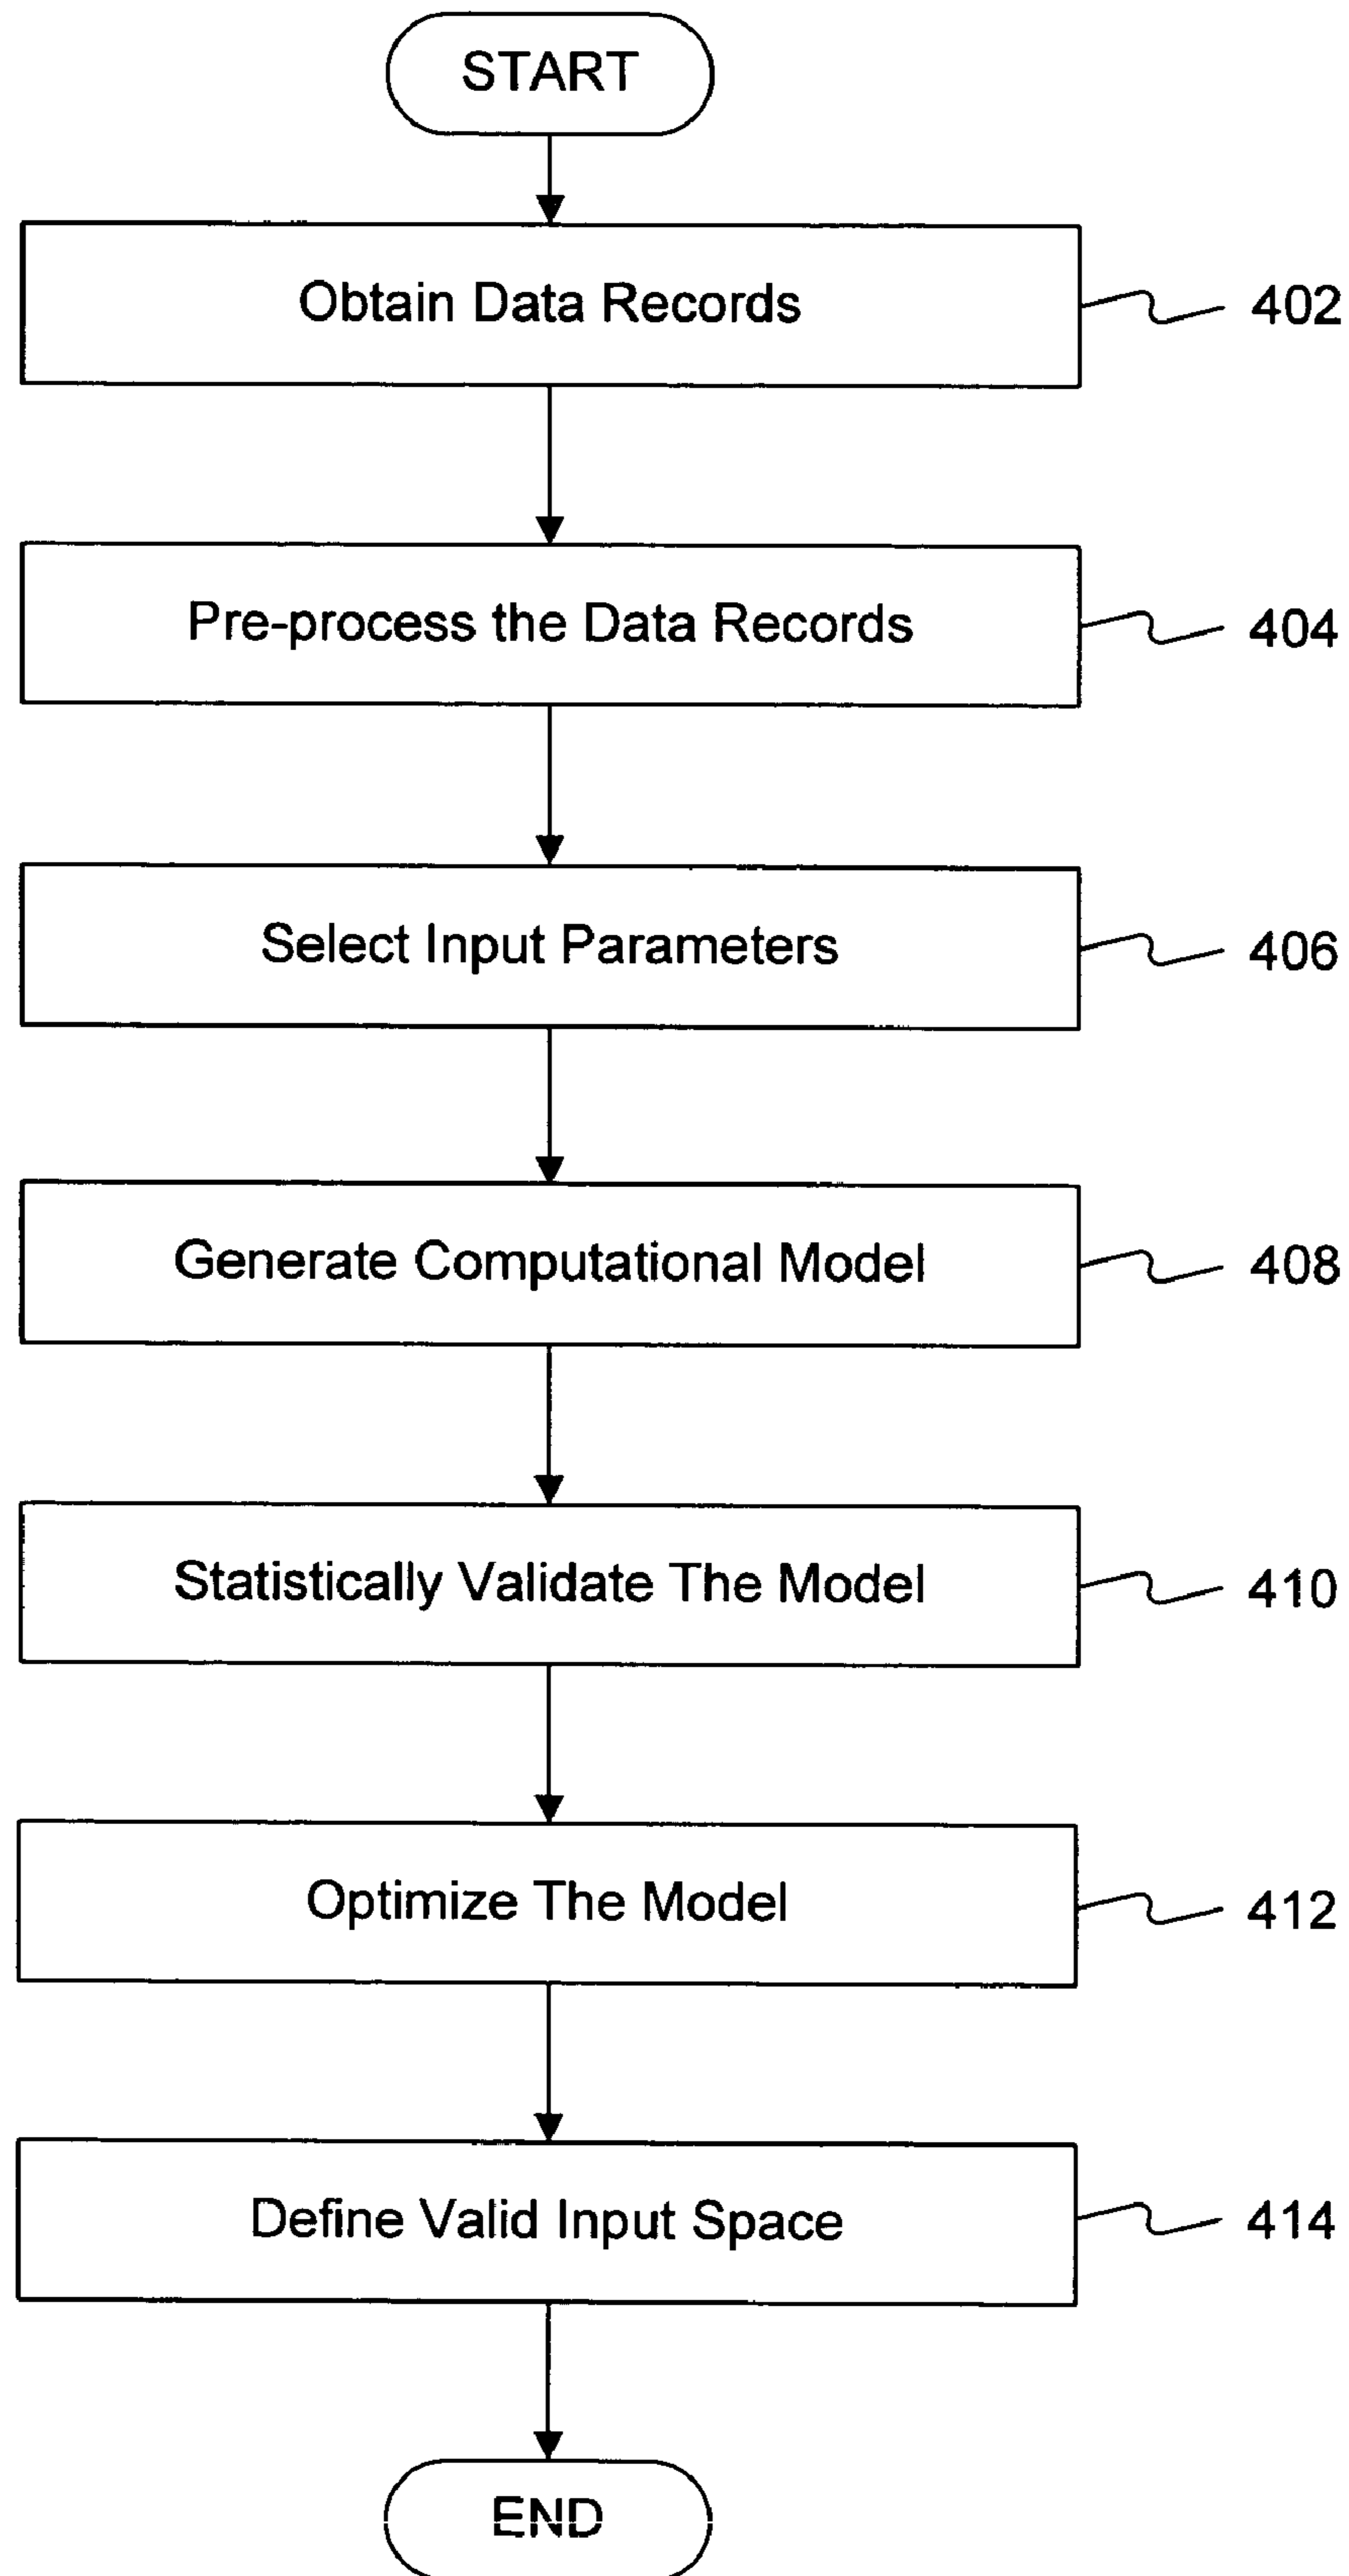 START
Obtain Data Records
402
Pre-process the Data Records
404
Select Input Parameters
406
Generate Computational Model
408
Statistically Validate The Model
410
Optimize The Model
412
Define Valid Input Space
414
END